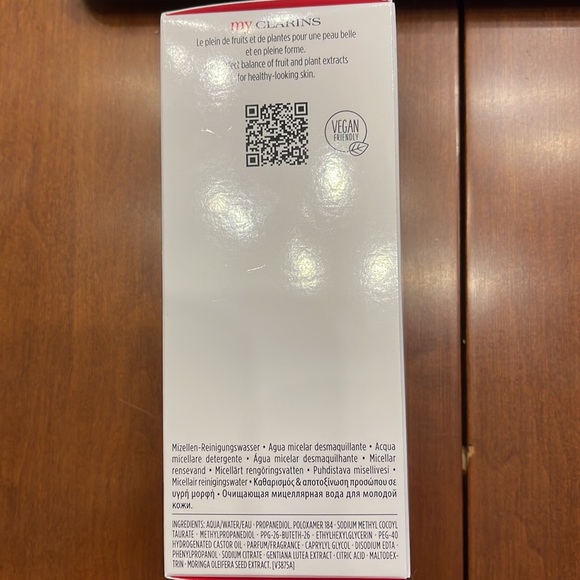 my CLARINS
Le plein de fruits et de plantes pour une peau belle
et en pleine forme.
balance of fruit and plant extracts
for healthy-looking skin.
VEGAN
FRIENDLY
Mizellen-Reinigungswasser • Agua micelar desmaquillante • Acqua
micellare detergente • Água micelar desmaquilhante • Micellar
rensevand • Micellärt rengöringsvatten • Puhdistava misellivesi •
Micellair reinigingswater • Καθαρισμός & αποτοξίνωση προσώπου σε
υγρή μορφή • Очищающая мицеллярная вода для молодой
кожи.
INGREDIENTS: AQUA/WATER/EAU • PROPANEDIOL. POLOXAMER 184 • SODIUM METHYL COCOYL
TAURATE • METHYLPROPANEDIOL • PPG-26-BUTETH-26 • ETHYLHEXYLGLYCERIN • PEG-40
HYDROGENATED CASTOR OIL • PARFUM/FRAGRANCE • CAPRYLYL GLYCOL • DISODIUM EDTA •
PHENYLPROPANOL • SODIUM CITRATE • GENTIANA LUTEA EXTRACT • CITRIC ACID • MALTODEX-
TRIN • MORINGA OLEIFERA SEED EXTRACT. [V3875A]